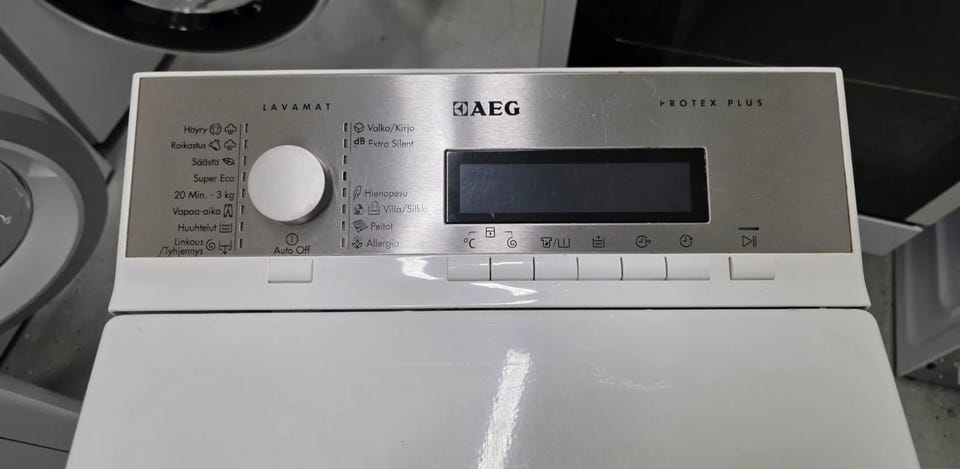 LAVAMAT
AEG
PROTEX PLUS
Höyry
Raikastus
Säästö
Super Eco
20 Min. - 3 kg
Vapaa-aika
Huuhtelut
Linkous
/Tyhjennys
Valko/Kirjo
dB Extra Silent
Hienopesu
Villa/Silkki
Peitot
Allergia
Auto Off
°C